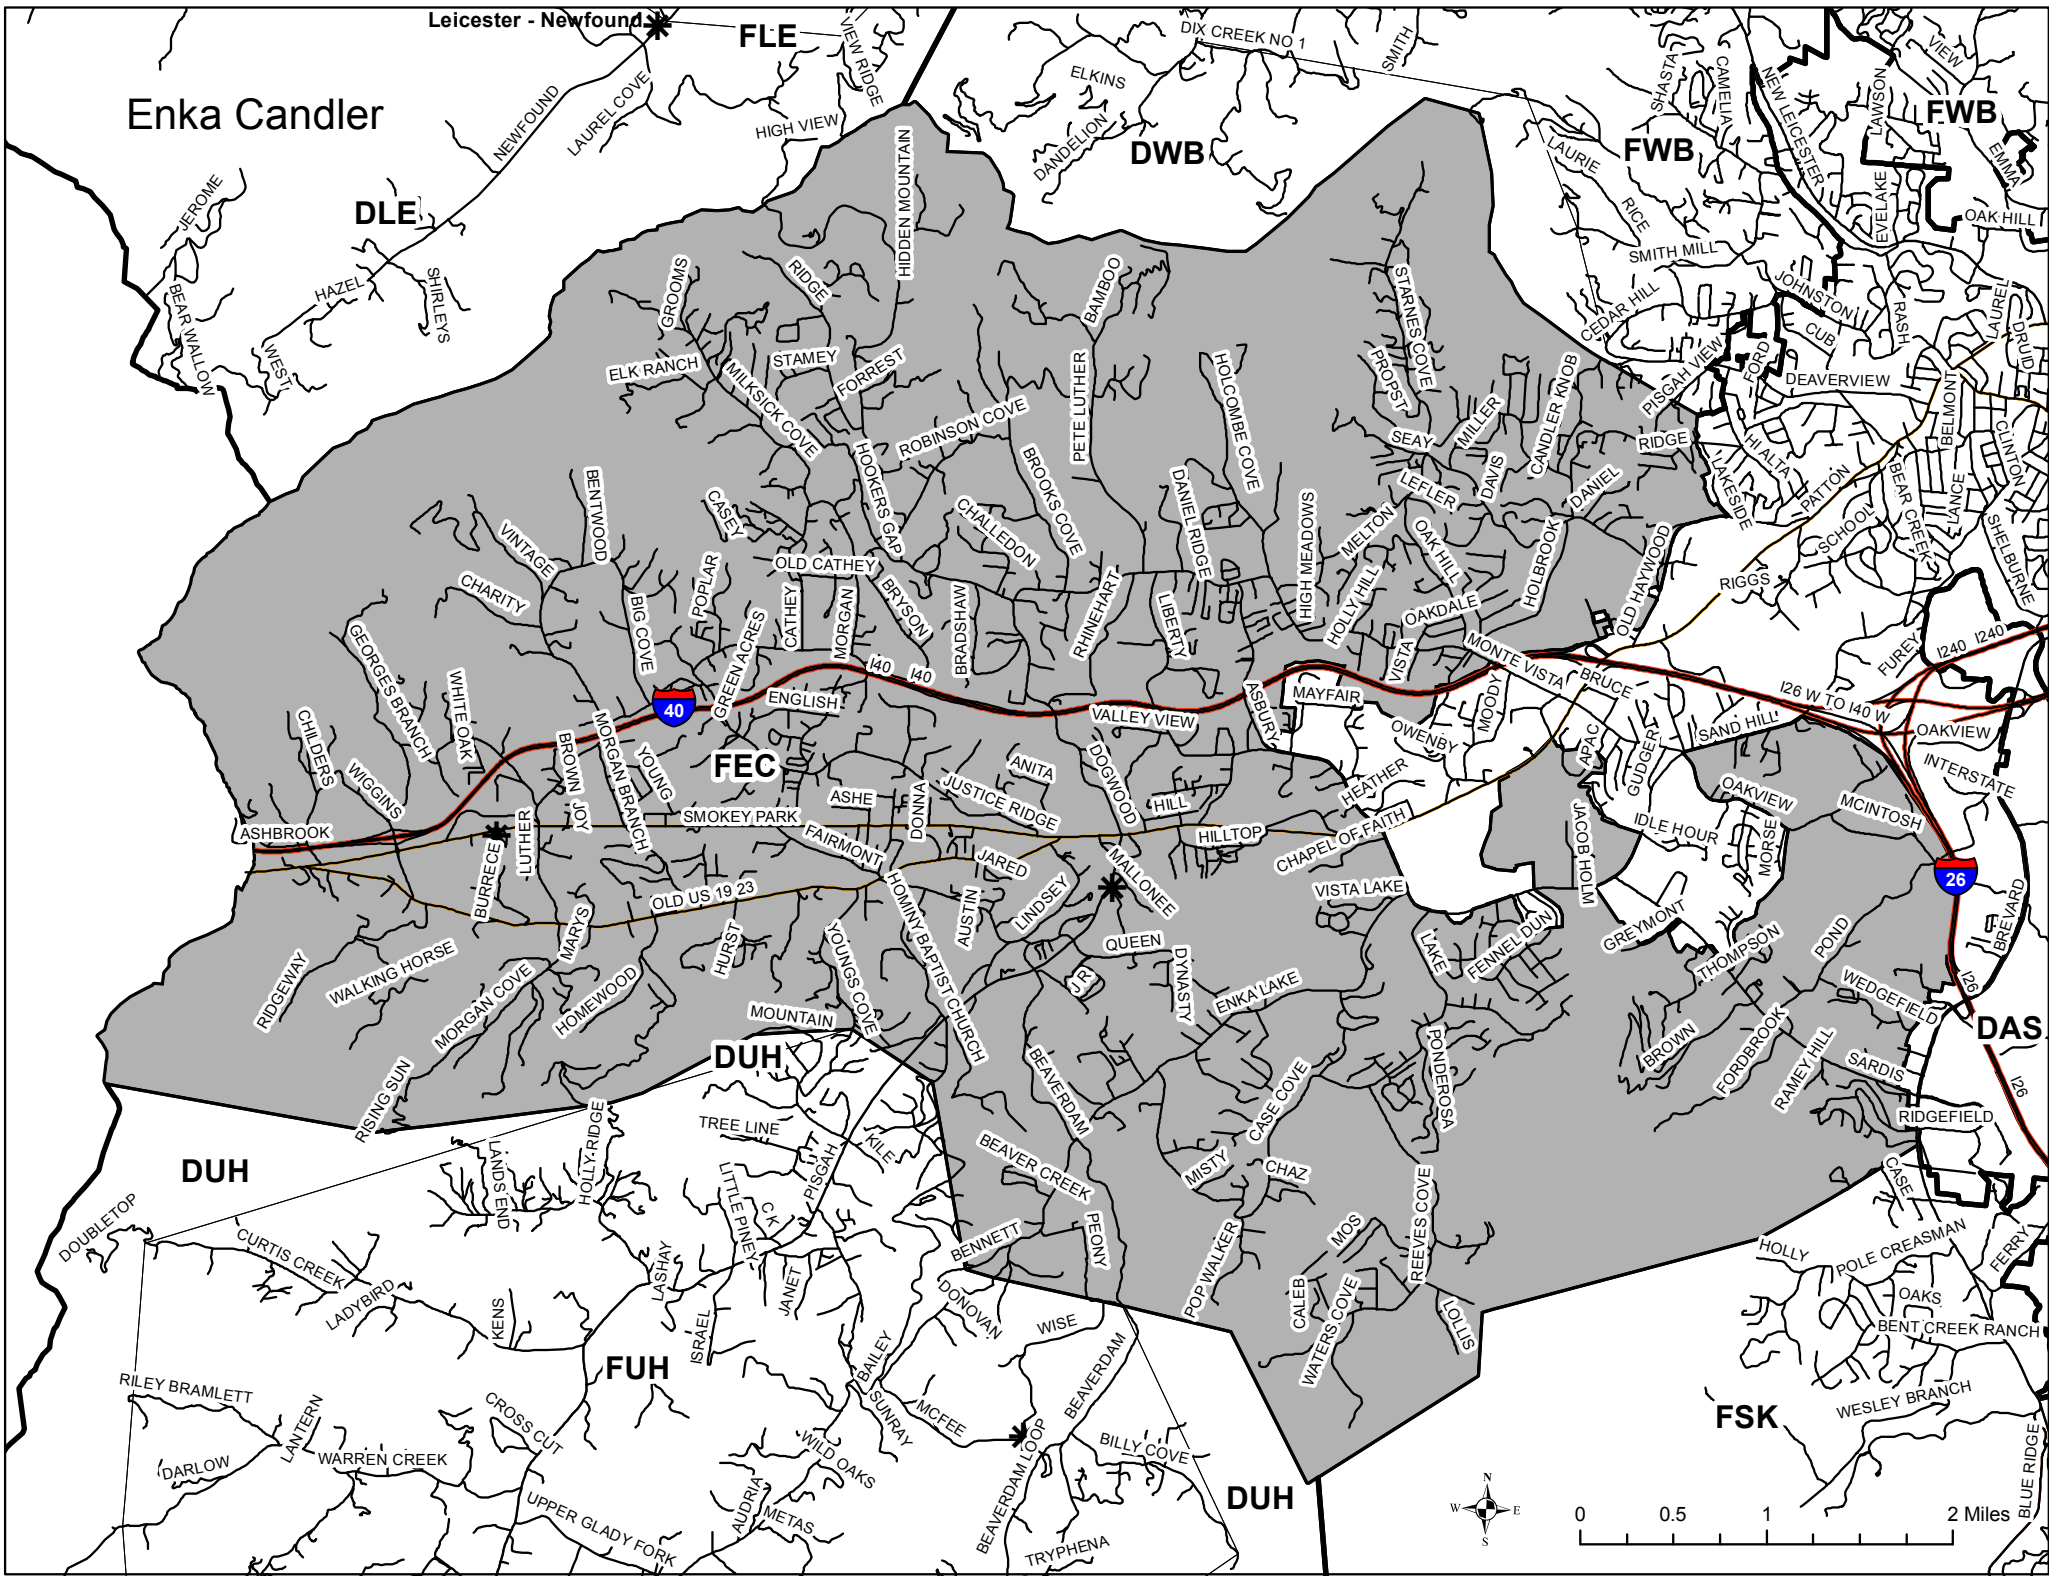 Leicester - Newfound
FLE
VIEW RIDGE
DIX CREEK NO 1
SMITH
Enka Candler
NEWFOUND
LAUREL COVE
HIGH VIEW
ELKINS
DANDELION
DWB
SHASTA
CAMELLIA
NEW LEICESTER
LAWSON
VIEW
FWB
FWB
EMMA
LAURIE
RICE
EVELAKE
OAK HILL
SMITH MILL
JEROME
DLE
HAZEL
SHIRLEYS
BEAR WALLOW
WEST
HIDDEN MOUNTAIN
GROOMS
RIDGE
BAMBOO
STARNES COVE
CEDAR HILL
JOHNSTON
CUB
RASH
LAUREL
DRUID
ELK RANCH
STAMEY
FORREST
MILKSICK COVE
PETE LUTHER
HOLCOMBE COVE
PROPST
PISGAH VIEW
FORD
DEAVERVIEW
BELMONT
ROBINSON COVE
HOOKERS GAP
BROOKS COVE
SEAY
MILLER
CANDLER KNOB
RIDGE
HI ALTA
LAKESIDE
PATTON
BEAR CREEK
LANCE
CLINTON
SCHOOL
SHELBURNE
BENTWOOD
CASEY
VINTAGE
CHALLEDON
DANIEL RIDGE
LEFLER
DAVIS
DANIEL
MELTON
OAK HILL
HIGH MEADOWS
HOLBROOK
OLD HAYWOOD
RIGGS
CHARITY
POPLAR
OLD CATHEY
BRYSON
BRADSHAW
RHINEHART
LIBERTY
HOLLY HILL
OAKDALE
VISTA
MONTE VISTA
BRUCE
FUREY
I240
I240
GEORGES BRANCH
WHITE OAK
BIG COVE
GREEN ACRES
CATHEY
MORGAN
I40
I40
ENGLISH
40
VALLEY VIEW
ASBURY
MAYFAIR
OWENBY
MOODY
I26 W TO I40 W
SAND HILL
OAKVIEW
INTERSTATE
CHILDERS
WIGGINS
BROWN
JOY
MORGAN BRANCH
YOUNG
FEC
ANITA
JUSTICE RIDGE
DOGWOOD
HILL
HEATHER
APAC
GUDGER
OAKVIEW
MCINTOSH
ASHBROOK
LUTHER
BURRECE
SMOKEY PARK
ASHE
DONNA
FAIRMONT
JARED
HILLTOP
CHAPEL OF FAITH
JACOB HOLM
IDLE HOUR
MORSE
26
BREVARD
OLD US 19 23
MALLONEE
VISTA LAKE
LINDSEY
AUSTIN
HOMINY BAPTIST CHURCH
GREYMONT
THOMPSON
POND
MARYS
HURST
YOUNGS COVE
QUEEN
J R
DYNASTY
ENKA LAKE
LAKE
FENNEL DUN
WEDGEFIELD
I26
RIDGEWAY
WALKING HORSE
MORGAN COVE
HOMEWOOD
MOUNTAIN
DUH
DAS
BEAVERDAM
PONDEROSA
BROWN
FORDBROOK
RAMEY HILL
SARDIS
I26
RISING SUN
CASE COVE
RIDGEFIELD
TREE LINE
KILE
PISGAH
BEAVER CREEK
MISTY
CHAZ
CASE
DUH
LANDS END
HOLLY RIDGE
LITTLE PINEY
C K
PEONY
BENNETT
POP WALKER
MOS
REEVES COVE
DOUBLETOP
CURTIS CREEK
LADYBIRD
LASHAY
JANET
DONOVAN
HOLLY
POLE CREASMAN
FERRY
OAKS
BENT CREEK RANCH
CALEB
WATERS COVE
LOLLIS
KENS
ISRAEL
WISE
BEAVERDAM
FUH
BAILEY
SUNRAY
MCFEE
RILEY BRAMLETT
LANTERN
CROSS CUT
FSK
WESLEY BRANCH
DARLOW
WARREN CREEK
WILD OAKS
BEAVERDAM LOOP
BILLY COVE
BLUE RIDGE
DUH
UPPER GLADY FORK
AUDRIA
METAS
TRYPHENA
N
W
E
S
0 0.5 1 2 Miles